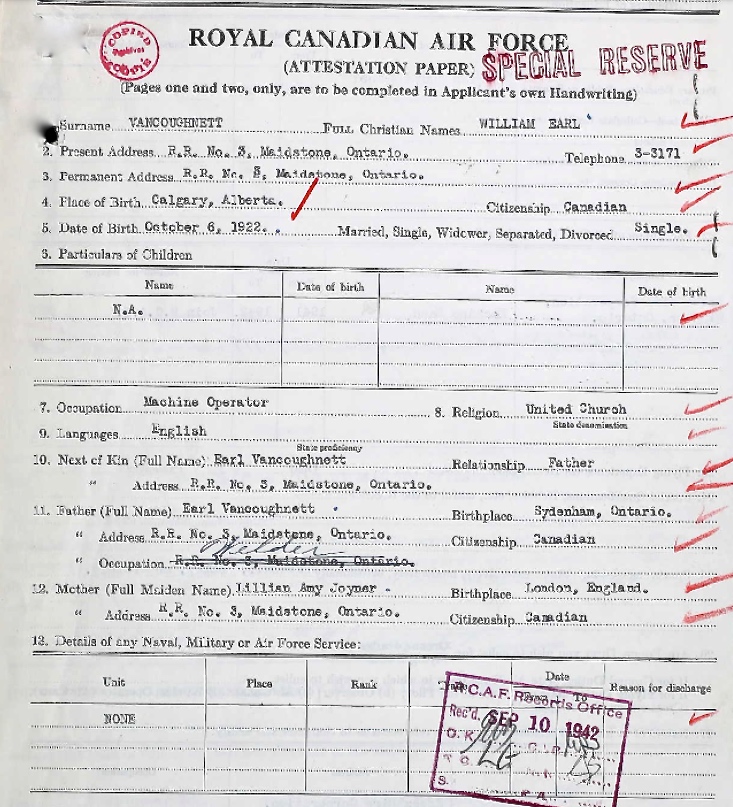 COPIED
ROYAL CANADIAN AIR FORCE
(ATTESTATION PAPER) SPECIAL RESERVE
(Pages one and two, only, are to be completed in Applicant's own Handwriting)
Surname VANCOUGHNETT Full Christian Names WILLIAM EARL
2. Present Address R.R. No. 3, Maidstone, Ontario. Telephone 3-3171
3. Permanent Address R.R. No. 3, Maidstone, Ontario.
4. Place of Birth Calgary, Alberta. Citizenship Canadian
5. Date of Birth October 6, 1922. Married, Single, Widower, Separated, Divorced Single.
6. Particulars of Children
Name Date of birth Name Date of birth
N.A.
7. Occupation Machine Operator 8. Religion United Church
State denomination
9. Languages English
State proficiency
10. Next of Kin (Full Name) Earl Vancoughnett Relationship Father
" Address R.R. No. 3, Maidstone, Ontario.
11. Father (Full Name) Earl Vancoughnett Birthplace Sydenham, Ontario.
" Address R.R. No. 3, Maidstone, Ontario. Citizenship Canadian
Welder
" Occupation R.R. No. 3, Maidstone, Ontario.
12. Mother (Full Maiden Name) Lillian Amy Joyner Birthplace London, England.
" Address R.R. No. 3, Maidstone, Ontario. Citizenship Canadian
13. Details of any Naval, Military or Air Force Service:
Unit Place Rank Date Reason for discharge
To
NONE
R.C.A.F. Records Office
Rec'd. SEP 10 1942
O.K.